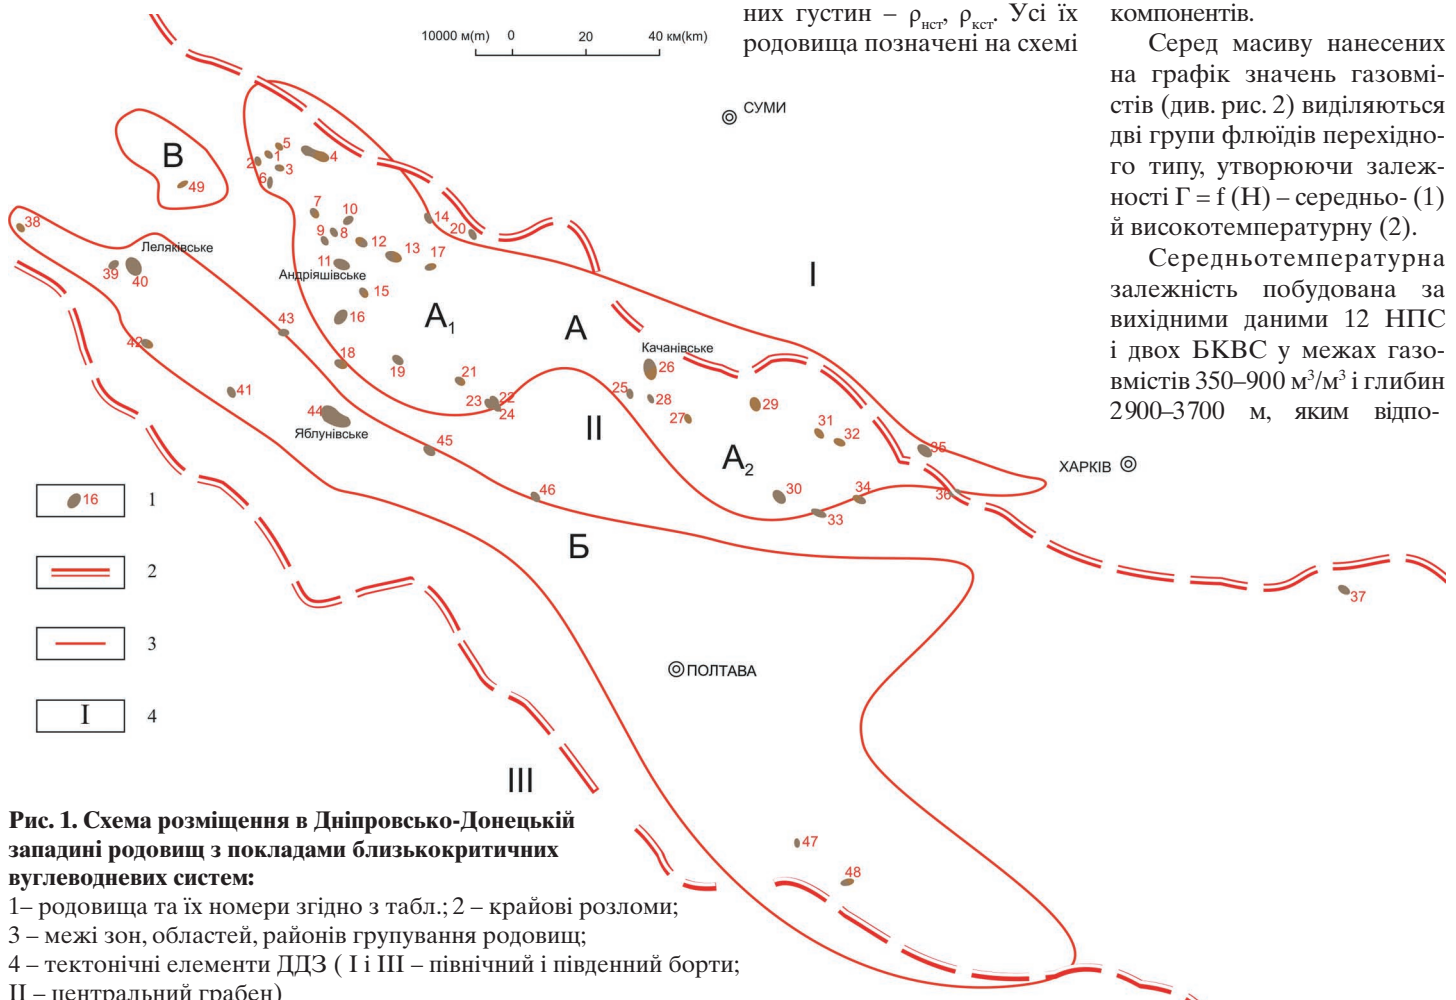 них густин – ρнст, ρкст. Усі їх
родовища позначені на схемі
компонентів.
Серед масиву нанесених
на графік значень газовмі-
стів (див. рис. 2) виділяються
дві групи флюїдів перехідно-
го типу, утворюючи залеж-
ності Г = f (H) – середньо- (1)
й високотемпературну (2).
Середньотемпературна
залежність побудована за
вихідними даними 12 НПС
і двох БКВС у межах газо-
вмістів 350–900 м³/м³ і глибин
2900–3700 м, яким відпо-
10000 м(m) 0 20 40 км(km)
СУМИ
В
49
5
2
1
3
4
6
7
10
9
8
12
13
11
Андріяшівське
14
20
17
15
16
А₁
А
I
38
Леляківське
39
40
43
42
18
19
21
41
23
22
24
44
Яблунівське
45
46
Качанівське
26
25
28
27
29
31
32
II
А₂
30
33
34
35
36
ХАРКІВ
37
Б
ПОЛТАВА
III
47
48
16 1
2
3
I 4
Рис. 1. Схема розміщення в Дніпровсько-Донецькій
западині родовищ з покладами близькокритичних
вуглеводневих систем:
1– родовища та їх номери згідно з табл.; 2 – крайові розломи;
3 – межі зон, областей, районів групування родовищ;
4 – тектонічні елементи ДДЗ ( I і III – північний і південний борти;
II – центральний грабен)